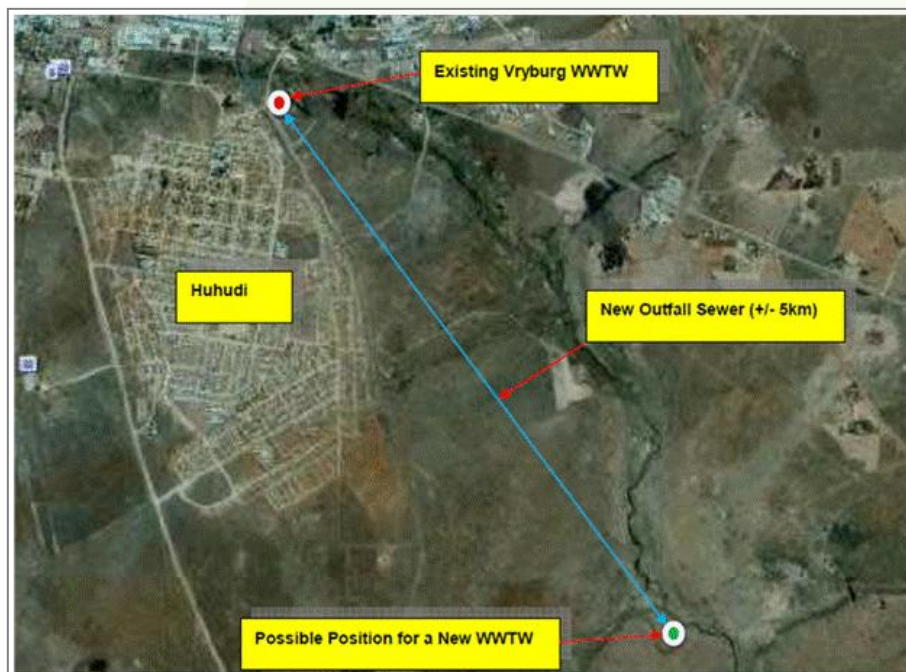 Existing Vryburg WWTW
Huhudi
New Outfall Sewer (+/- 5km)
Possible Position for a New WWTW